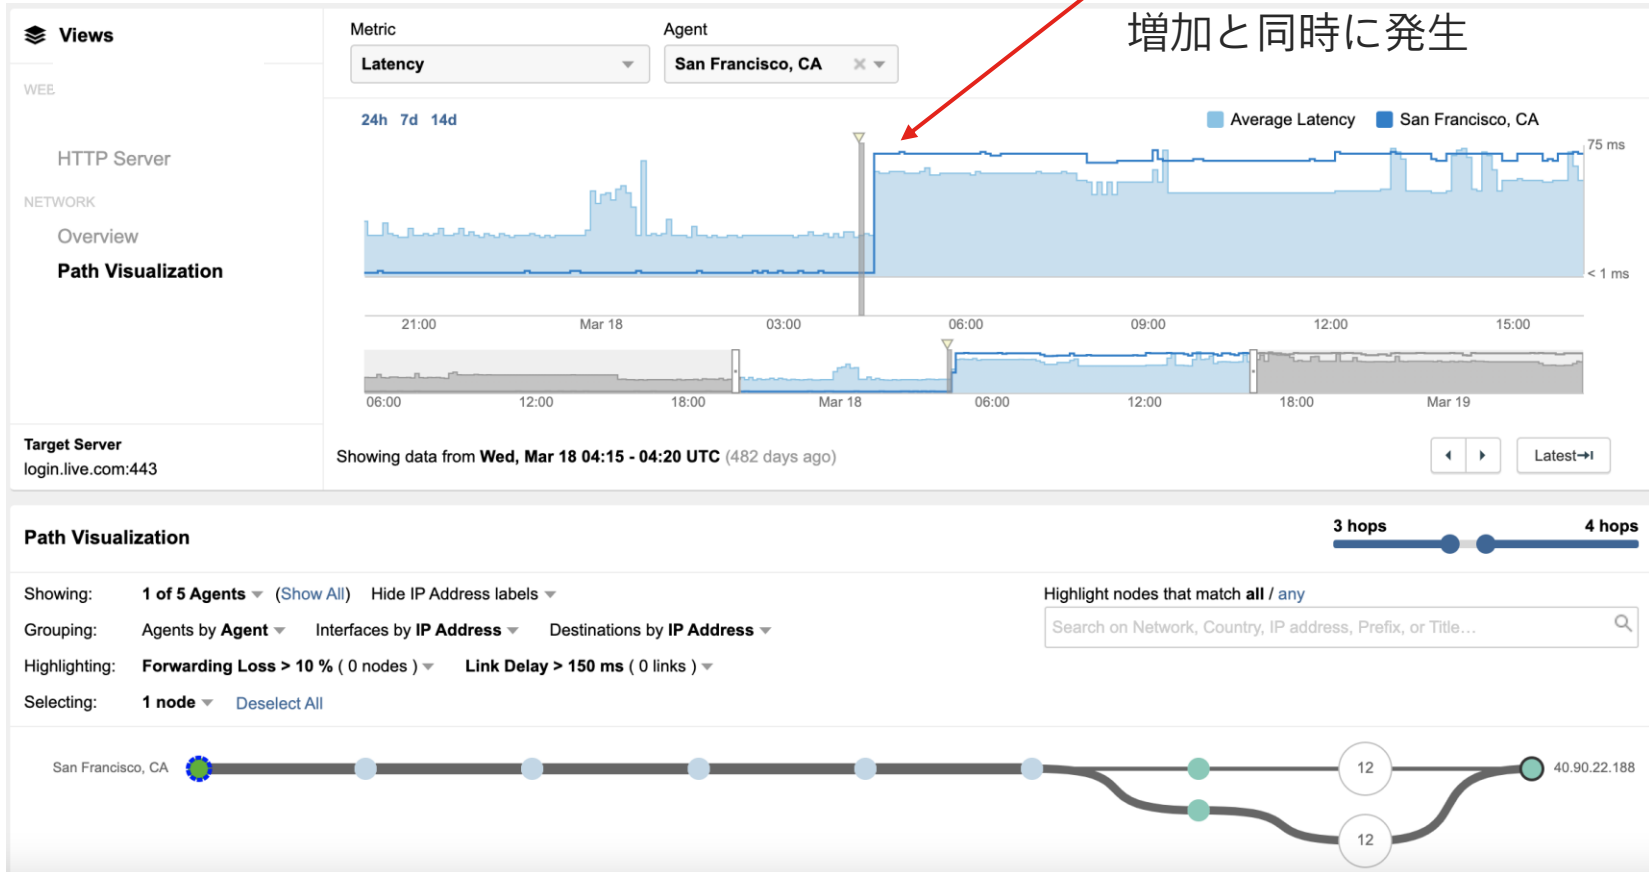 増加と同時に発生
Views
Metric
Agent
Latency
San Francisco, CA
WEB
HTTP Server
NETWORK
Overview
Path Visualization
24h 7d 14d
Average Latency
San Francisco, CA
75 ms
< 1 ms
21:00 Mar 18 03:00 06:00 09:00 12:00 15:00
06:00 12:00 18:00 Mar 18 06:00 12:00 18:00 Mar 19
Target Server
login.live.com:443
Showing data from Wed, Mar 18 04:15 - 04:20 UTC (482 days ago)
Latest
Path Visualization
3 hops
4 hops
Showing: 1 of 5 Agents (Show All) Hide IP Address labels
Highlight nodes that match all / any
Grouping: Agents by Agent Interfaces by IP Address Destinations by IP Address
Search on Network, Country, IP address, Prefix, or Title...
Highlighting: Forwarding Loss > 10 % ( 0 nodes ) Link Delay > 150 ms ( 0 links )
Selecting: 1 node Deselect All
San Francisco, CA
12
40.90.22.188
12